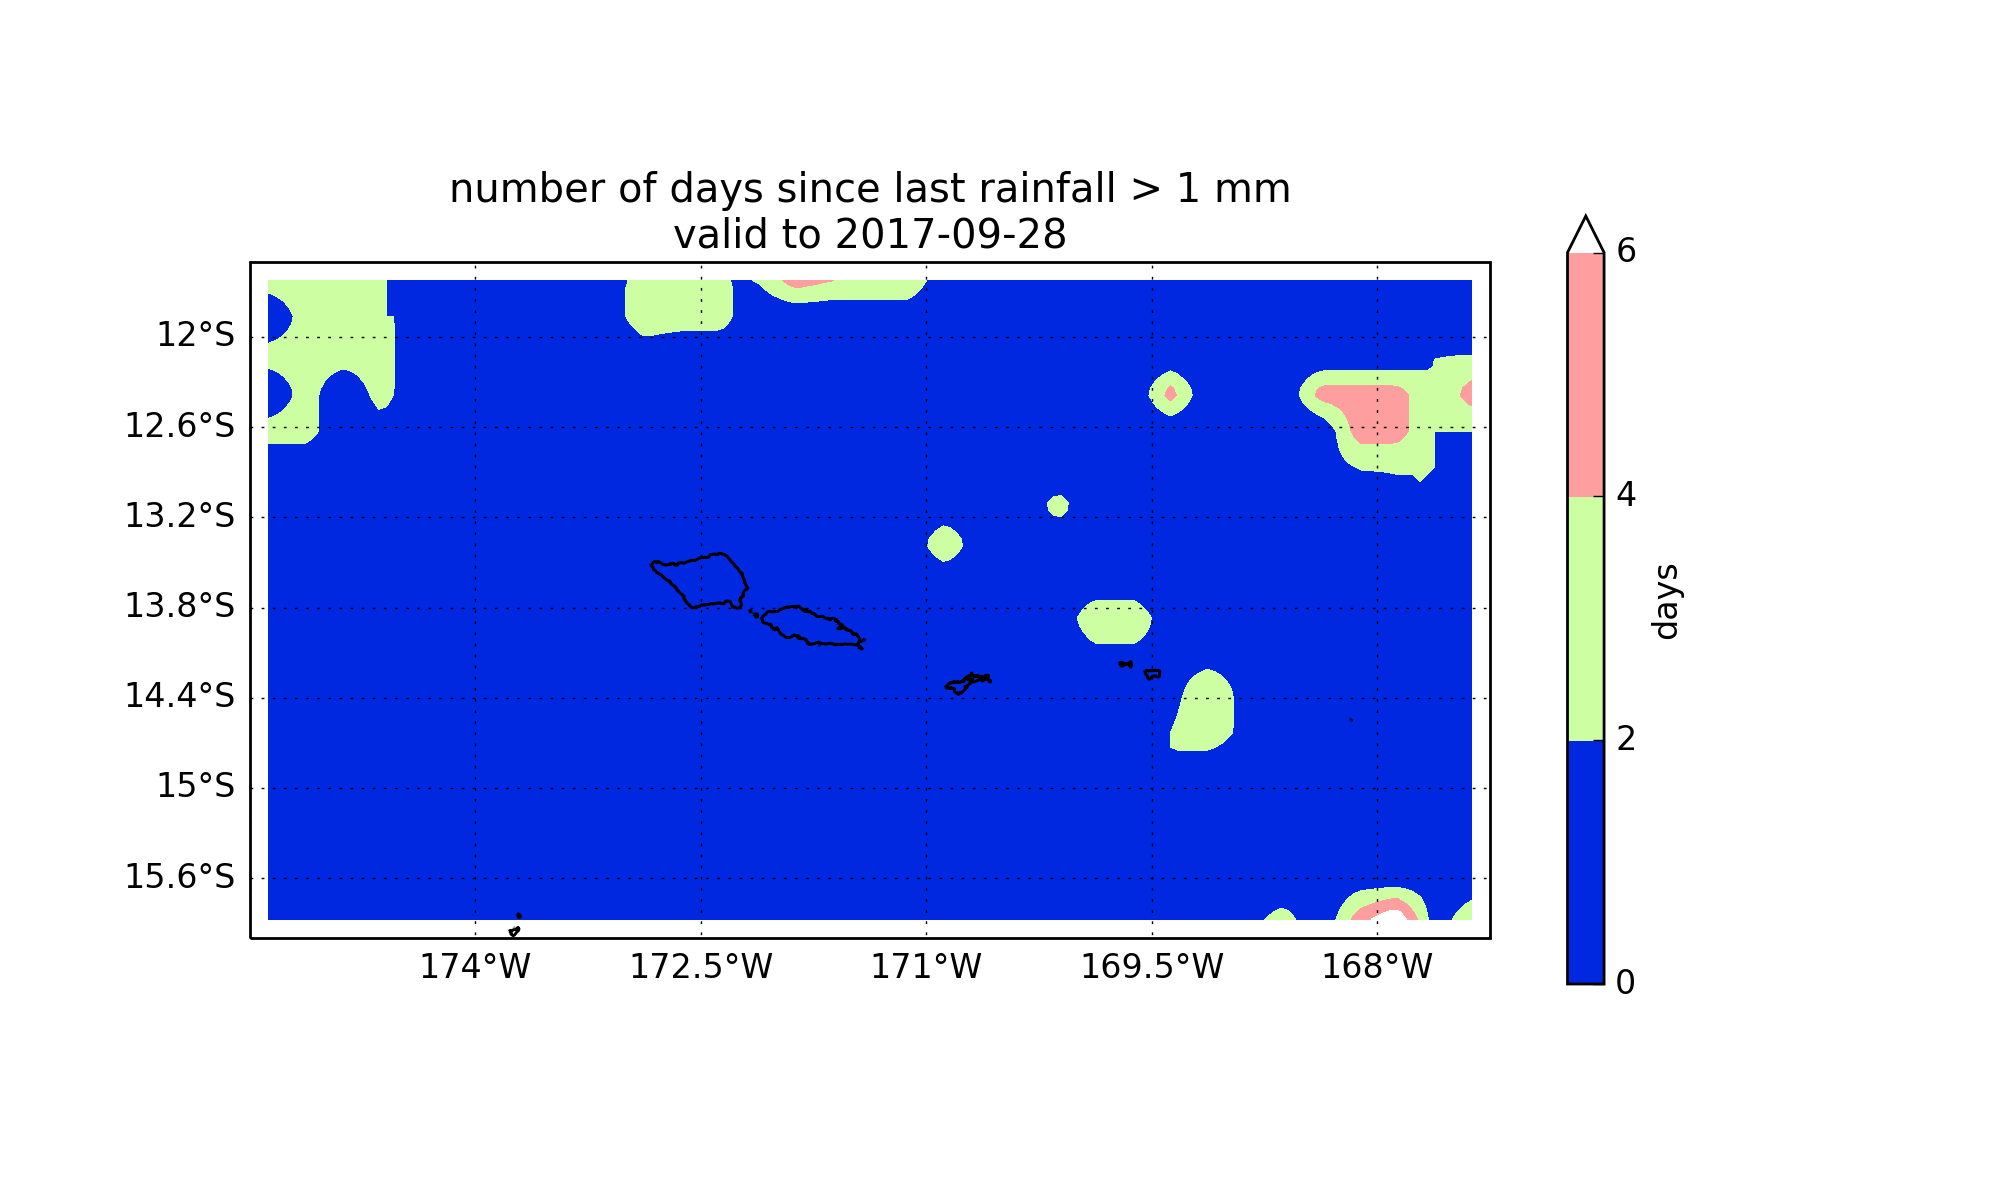 number of days since last rainfall > 1 mm
valid to 2017-09-28
12°S
12.6°S
13.2°S
13.8°S
14.4°S
15°S
15.6°S
174°W 172.5°W 171°W 169.5°W 168°W
6
4
2
0
days